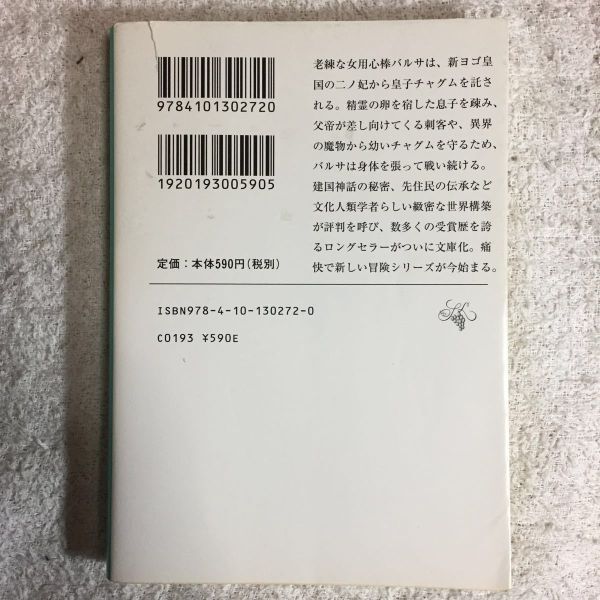 9784101302720
1920193005905
定価：本体590円（税別）
老練な女用心棒バルサは、新ヨゴ皇
国の二ノ妃から皇子チャグムを託さ
れる。精霊の卵を宿した息子を疎み、
父帝が差し向けてくる刺客や、異界
の魔物から幼いチャグムを守るため、
バルサは身体を張って戦い続ける。
建国神話の秘密、先住民の伝承など
文化人類学者らしい緻密な世界構築
が評判を呼び、数多くの受賞歴を誇
るロングセラーがついに文庫化。痛
快で新しい冒険シリーズが今始まる。
ISBN978-4-10-130272-0
C0193 ¥590E